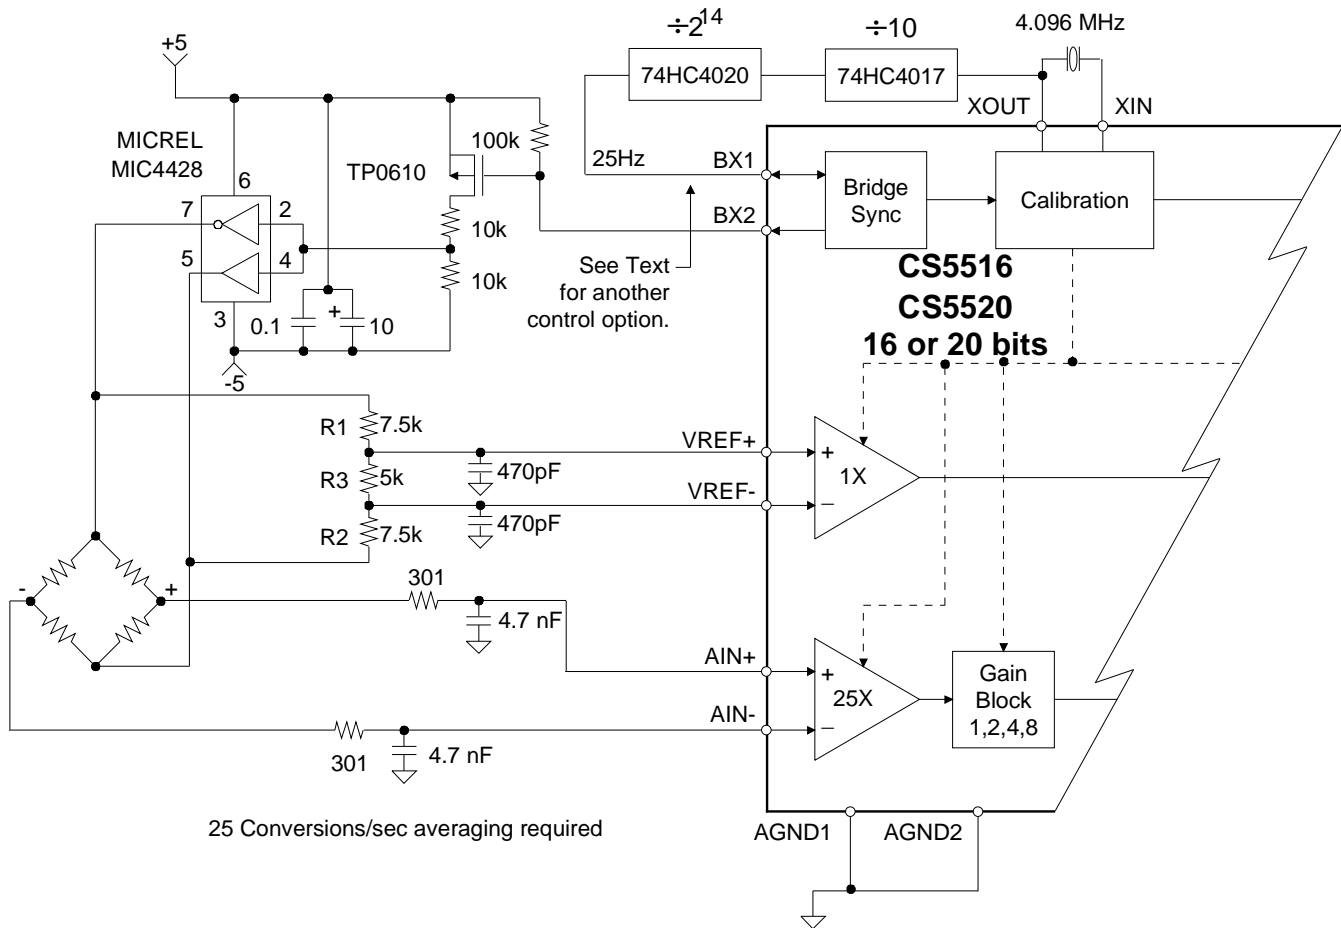 ÷2^14
÷10
4.096 MHz
+5
74HC4020
74HC4017
XOUT
XIN
MICREL
MIC4428
100k
TP0610
25Hz
BX1
Bridge
Sync
Calibration
6
7
2
BX2
10k
5
4
10k
See Text
for another
control option.
CS5516
CS5520
16 or 20 bits
3
0.1
+
10
-5
R1
7.5k
VREF+
+
470pF
R3
5k
1X
VREF-
−
R2
7.5k
470pF
301
-
+
4.7 nF
AIN+
+
Gain
Block
1,2,4,8
25X
AIN-
−
301
4.7 nF
25 Conversions/sec averaging required
AGND1
AGND2